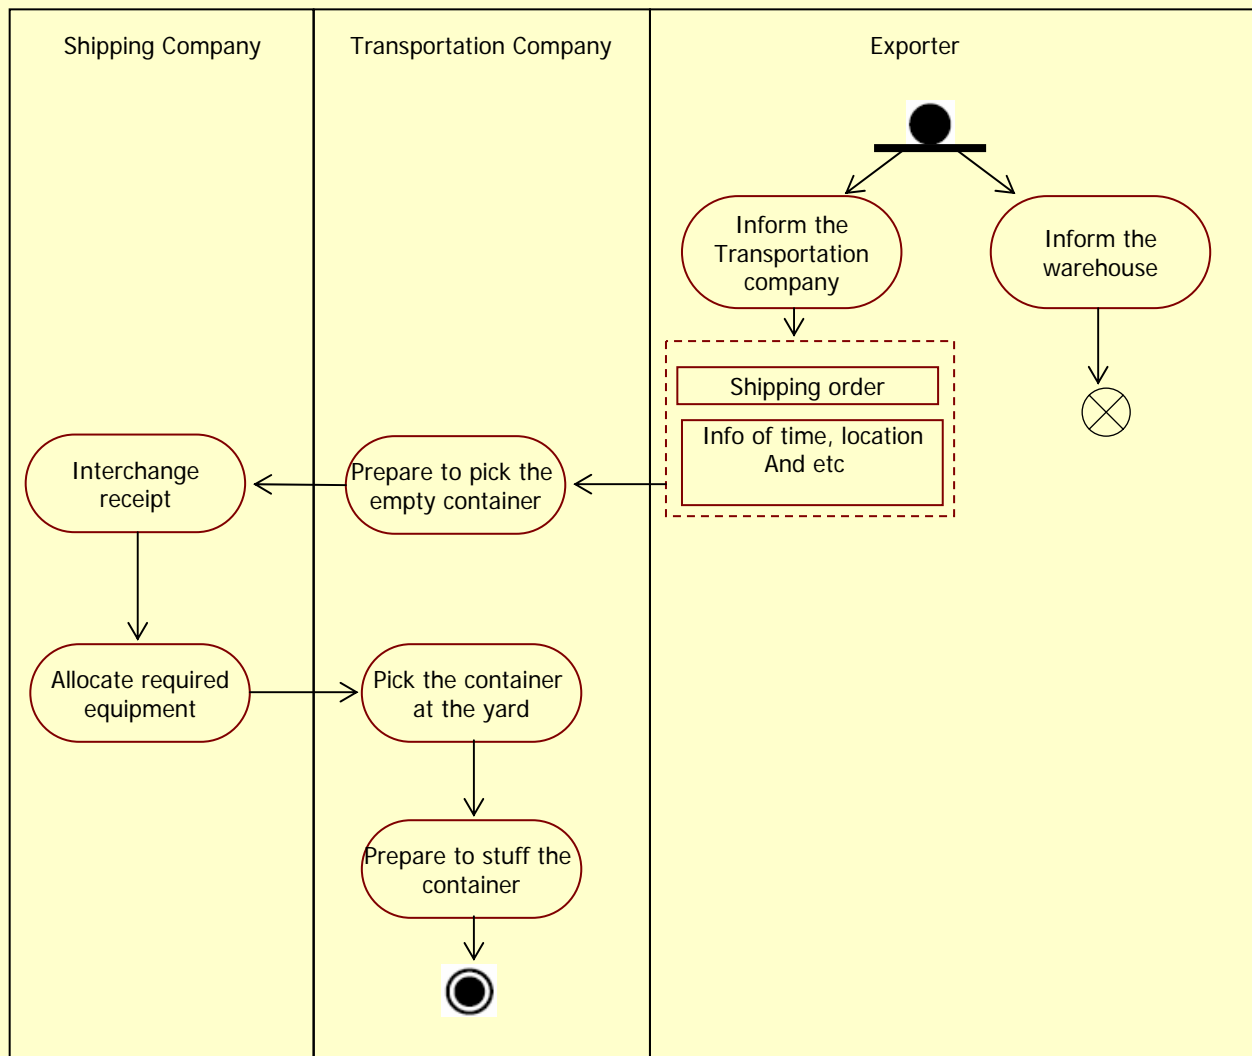 Shipping Company
Transportation Company
Exporter
Inform the
Transportation
company
Inform the
warehouse
Shipping order
Info of time, location
And etc
Prepare to pick the
empty container
Interchange
receipt
Allocate required
equipment
Pick the container
at the yard
Prepare to stuff the
container